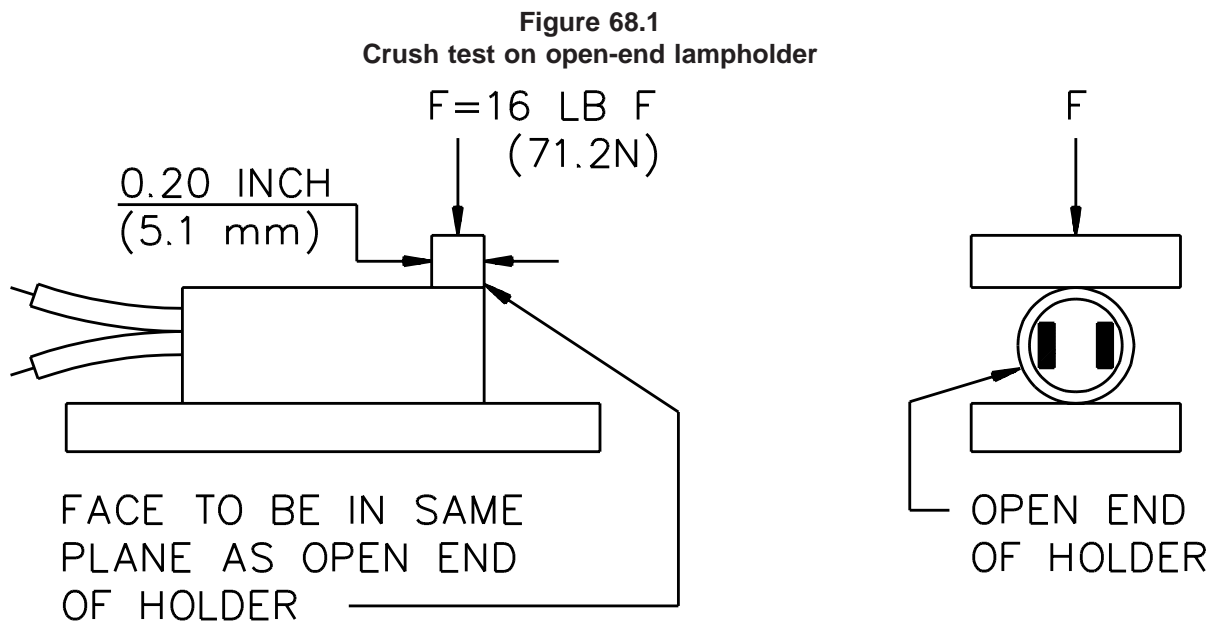 Figure 68.1
Crush test on open-end lampholder
F=16 LB F
(71.2N)
F
0.20 INCH
(5.1 mm)
FACE TO BE IN SAME
PLANE AS OPEN END
OF HOLDER
OPEN END
OF HOLDER